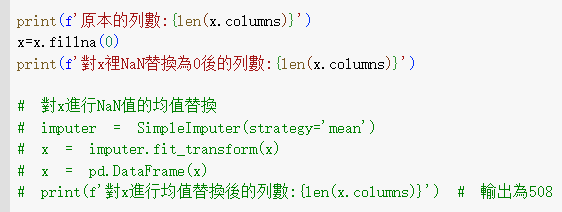 print(f'原本的列數:{len(x.columns)}')
x=x.fillna(0)
print(f'對x裡NaN替換為0後的列數:{len(x.columns)}')
# 對x進行NaN值的均值替換
# imputer = SimpleImputer(strategy='mean')
# x = imputer.fit_transform(x)
# x = pd.DataFrame(x)
# print(f'對x進行均值替換後的列數:{len(x.columns)}') # 輸出為508